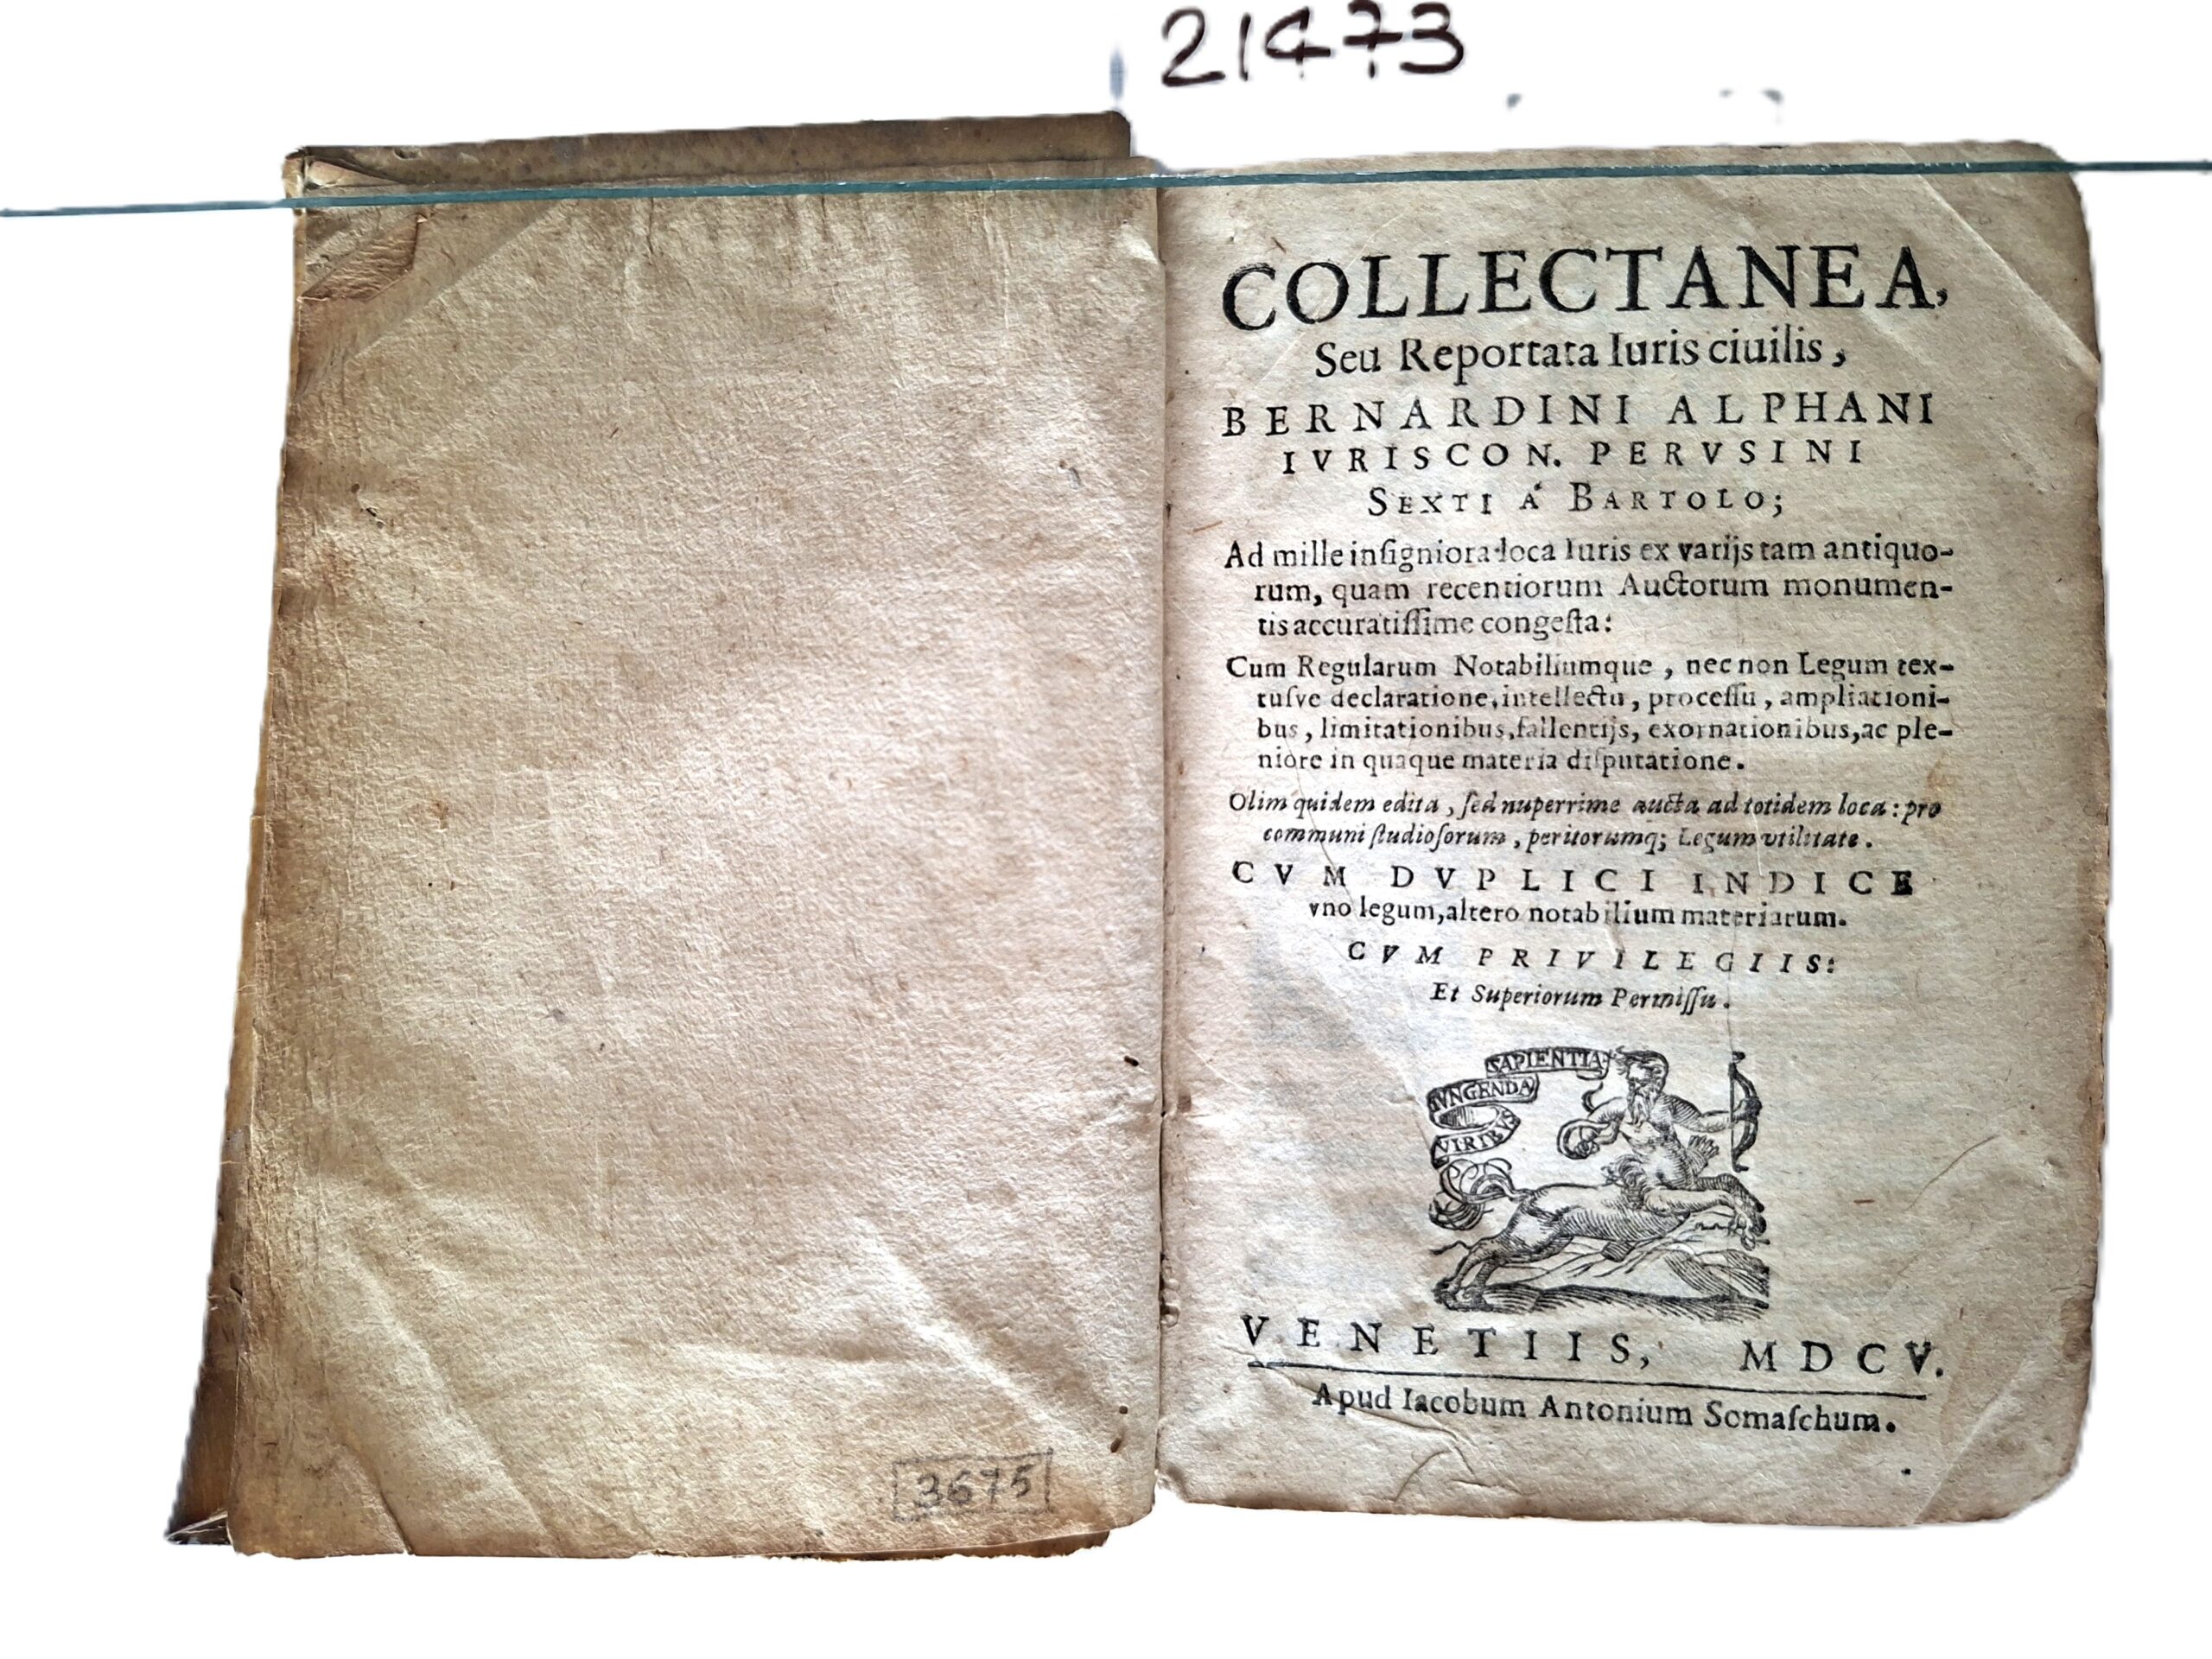 21473
COLLECTANEA,
Seu Reportata Iuris ciuilis,
BERNARDINI ALPHANI
IVRISCON. PERVSINI
SEXTI Á BARTOLO;
Ad mille inſigniora loca Iuris ex varijs tam antiquo-
rum, quam recentiorum Auctorum monumen-
tis accuratiſſime congeſta:
Cum Regularum Notabiliumque, nec non Legum tex-
tuſve declaratione, intellectu, proceſſu, ampliationi-
bus, limitationibus, fallentijs, exornationibus, ac ple-
niore in quaque materia diſputatione.
Olim quidem edita, ſed nuperrime aucta ad totidem loca: pro
communi ſtudioſorum, peritorumq; Legum vtilitate.
CVM DVPLICI INDICE
vno legum, altero notabilium materiarum.
CVM PRIVILEGIIS:
Et Superiorum Permiſſu.
SAPIENTIA
IVNGENDA
VIRIBVS
VENETIIS, MDCV.
Apud Iacobum Antonium Somaſchum.
3675